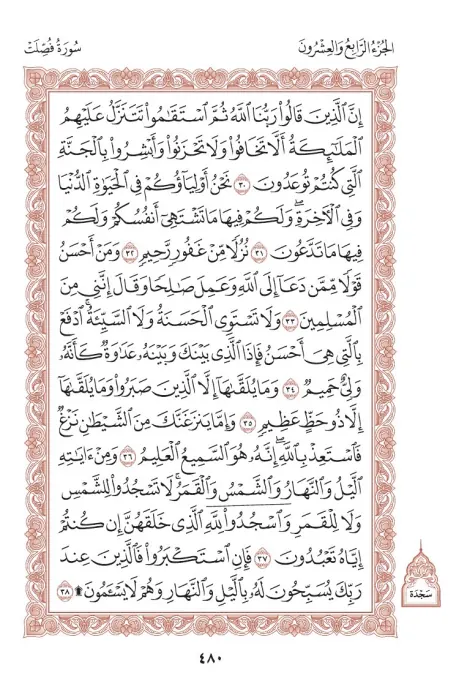 سُورَةُ فُصِّلَتْ
الجُزْءُ الرَّابِعُ وَالعِشْرُونَ
إِنَّ ٱلَّذِينَ قَالُوا۟ رَبُّنَا ٱللَّهُ ثُمَّ ٱسْتَقَـٰمُوا۟ تَتَنَزَّلُ عَلَيْهِمُ
ٱلْمَلَـٰٓئِكَةُ أَلَّا تَخَافُوا۟ وَلَا تَحْزَنُوا۟ وَأَبْشِرُوا۟ بِٱلْجَنَّةِ
ٱلَّتِى كُنتُمْ تُوعَدُونَ ٣٠ نَحْنُ أَوْلِيَآؤُكُمْ فِى ٱلْحَيَوٰةِ ٱلدُّنْيَا
وَفِى ٱلْـَٔاخِرَةِ ۖ وَلَكُمْ فِيهَا مَا تَشْتَهِىٓ أَنفُسُكُمْ وَلَكُمْ
فِيهَا مَا تَدَّعُونَ ٣١ نُزُلًا مِّنْ غَفُورٍ رَّحِيمٍ ٣٢ وَمَنْ أَحْسَنُ
قَوْلًا مِّمَّن دَعَآ إِلَى ٱللَّهِ وَعَمِلَ صَـٰلِحًا وَقَالَ إِنَّنِى مِنَ
ٱلْمُسْلِمِينَ ٣٣ وَلَا تَسْتَوِى ٱلْحَسَنَةُ وَلَا ٱلسَّيِّئَةُ ۚ ٱدْفَعْ
بِٱلَّتِى هِىَ أَحْسَنُ فَإِذَا ٱلَّذِى بَيْنَكَ وَبَيْنَهُۥ عَدَٰوَةٌ كَأَنَّهُۥ
وَلِىٌّ حَمِيمٌ ٣٤ وَمَا يُلَقَّىٰهَآ إِلَّا ٱلَّذِينَ صَبَرُوا۟ وَمَا يُلَقَّىٰهَآ
إِلَّا ذُو حَظٍّ عَظِيمٍ ٣٥ وَإِمَّا يَنزَغَنَّكَ مِنَ ٱلشَّيْطَـٰنِ نَزْغٌ
فَٱسْتَعِذْ بِٱللَّهِ ۖ إِنَّهُۥ هُوَ ٱلسَّمِيعُ ٱلْعَلِيمُ ٣٦ وَمِنْ ءَايَـٰتِهِ
ٱلَّيْلُ وَٱلنَّهَارُ وَٱلشَّمْسُ وَٱلْقَمَرُ ۚ لَا تَسْجُدُوا۟ لِلشَّمْسِ
وَلَا لِلْقَمَرِ وَٱسْجُدُوا۟ لِلَّهِ ٱلَّذِى خَلَقَهُنَّ إِن كُنتُمْ
إِيَّاهُ تَعْبُدُونَ ٣٧ فَإِنِ ٱسْتَكْبَرُوا۟ فَٱلَّذِينَ عِندَ
رَبِّكَ يُسَبِّحُونَ لَهُۥ بِٱلَّيْلِ وَٱلنَّهَارِ وَهُمْ لَا يَسْـَٔمُونَ ۩ ٣٨
سَجْدَة
٤٨٠